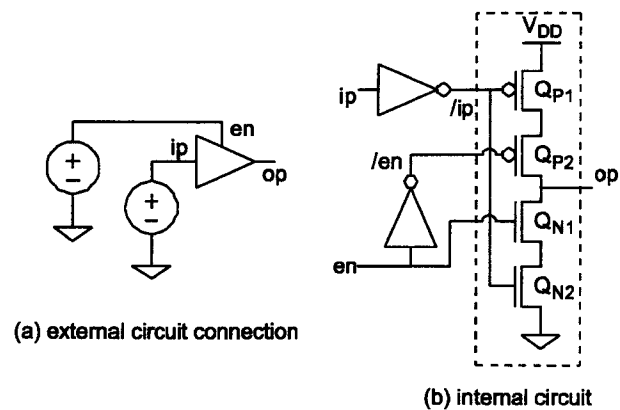 en
ip
op
+
−
+
−
(a) external circuit connection
V_DD
ip
/ip
Q_P1
/en
Q_P2
op
Q_N1
en
Q_N2
(b) internal circuit